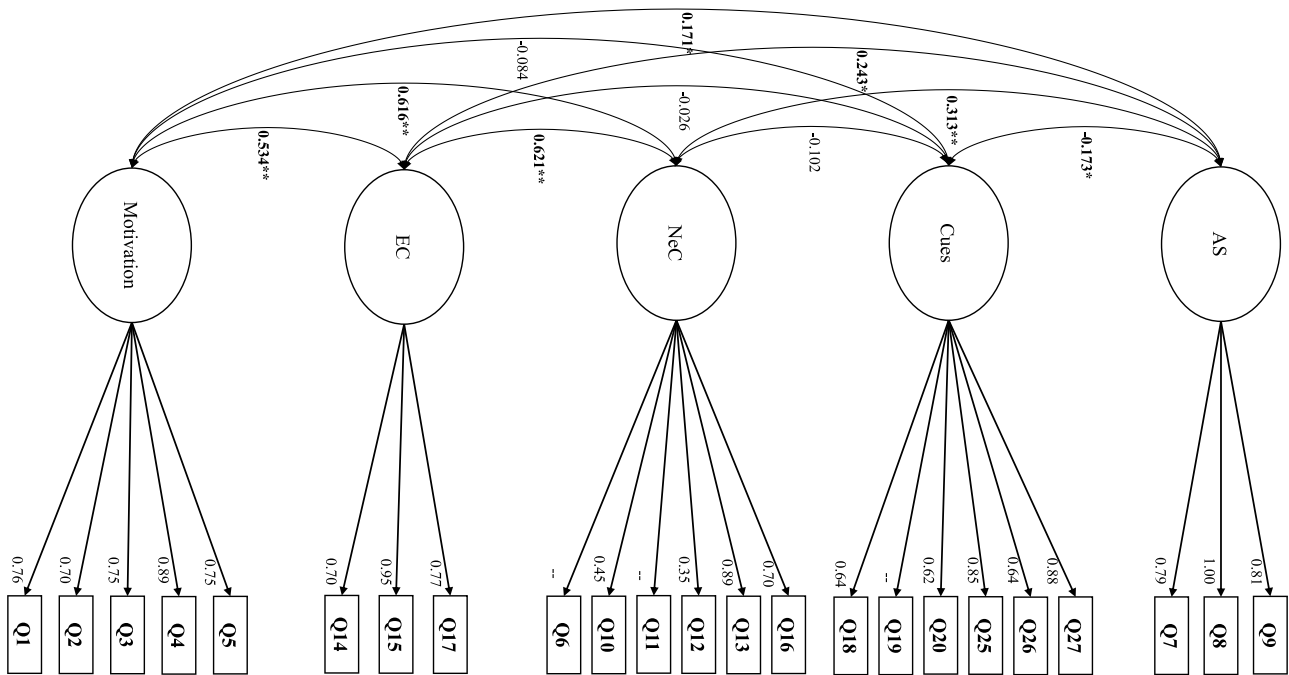 0.171*
-0.084
0.243*
0.616**
-0.026
0.313**
0.534**
0.621**
-0.102
-0.173*
Motivation
EC
NeC
Cues
AS
0.76
0.70
0.75
0.89
0.75
0.70
0.95
0.77
--
0.45
--
0.35
0.89
0.70
0.64
--
0.62
0.85
0.64
0.88
0.79
1.00
0.81
Q1
Q2
Q3
Q4
Q5
Q14
Q15
Q17
Q6
Q10
Q11
Q12
Q13
Q16
Q18
Q19
Q20
Q25
Q26
Q27
Q7
Q8
Q9